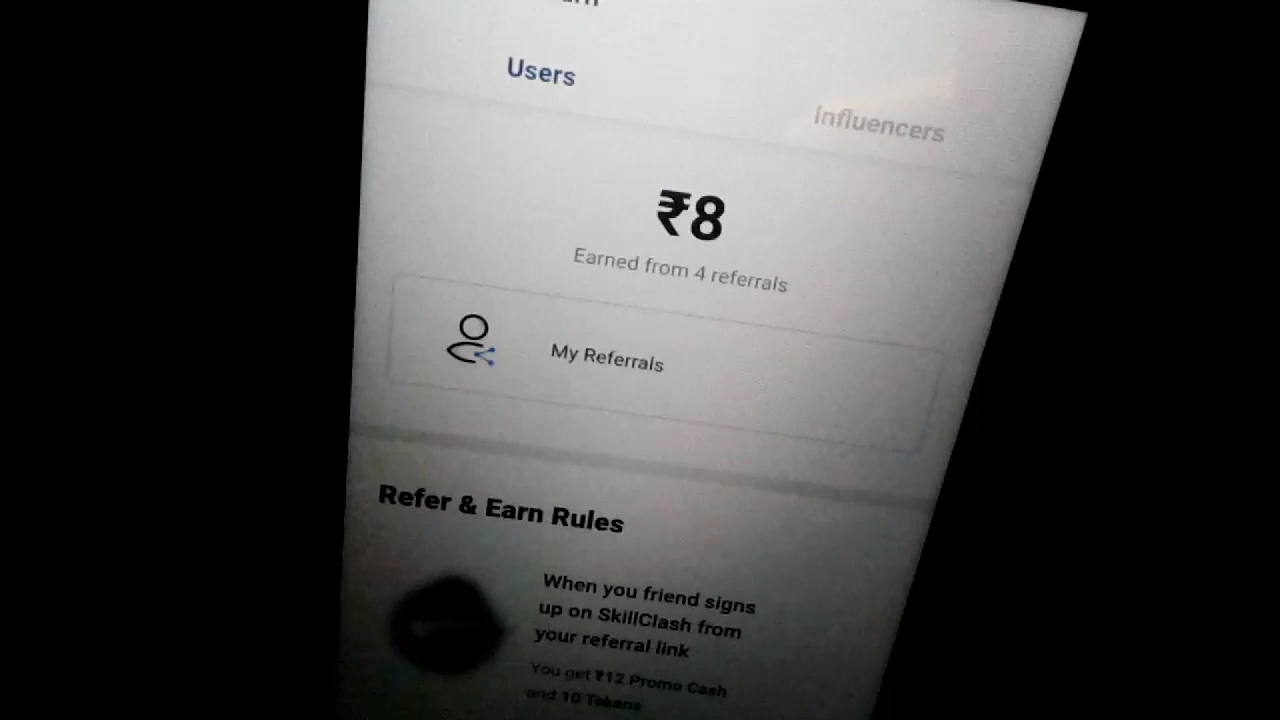 Users
Influencers
₹8
Earned from 4 referrals
My Referrals
Refer & Earn Rules
When you friend signs
up on SkillClash from
your referral link
You get ₹12 Promo Cash
and 10 Tokens